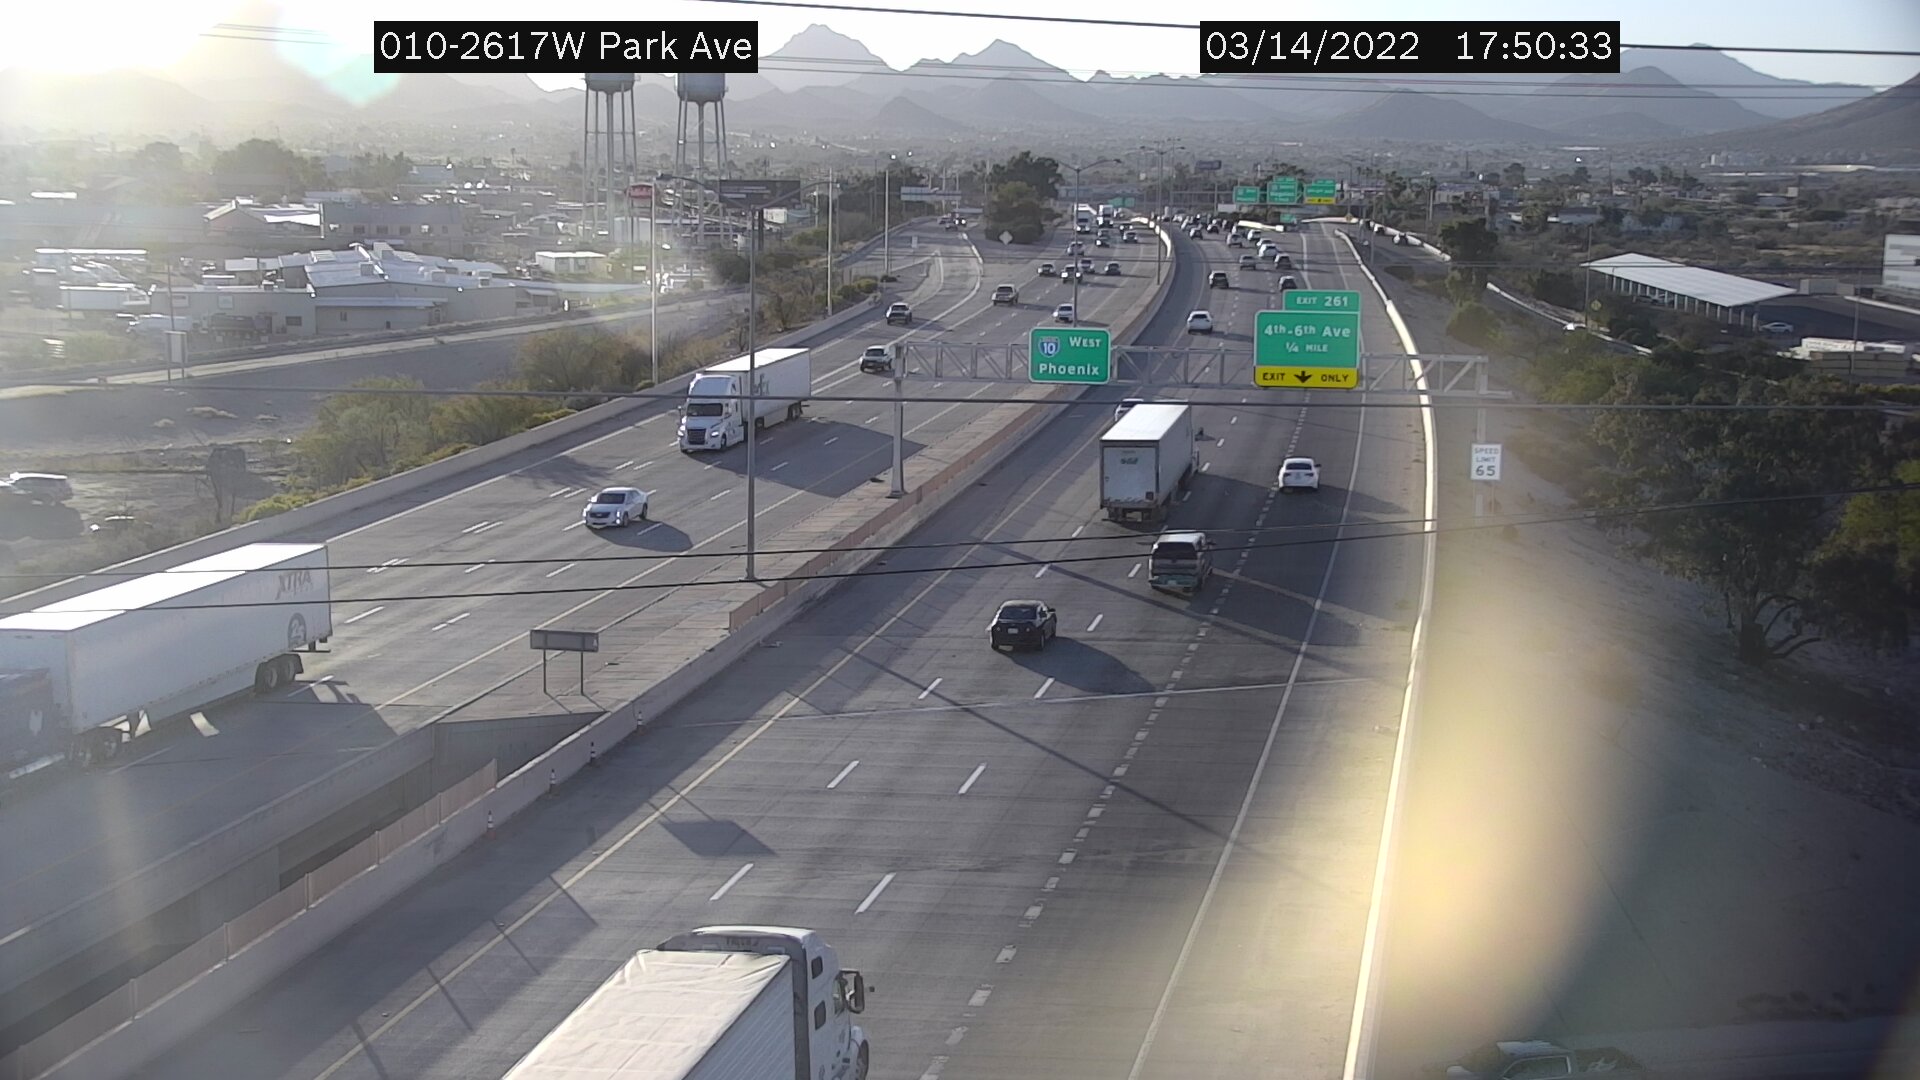 010-2617W Park Ave
03/14/2022 17:50:33
EXIT 261
4th-6th Ave
1/4 MILE
EXIT ONLY
10 WEST
Phoenix
SPEED
LIMIT
65
XTRA